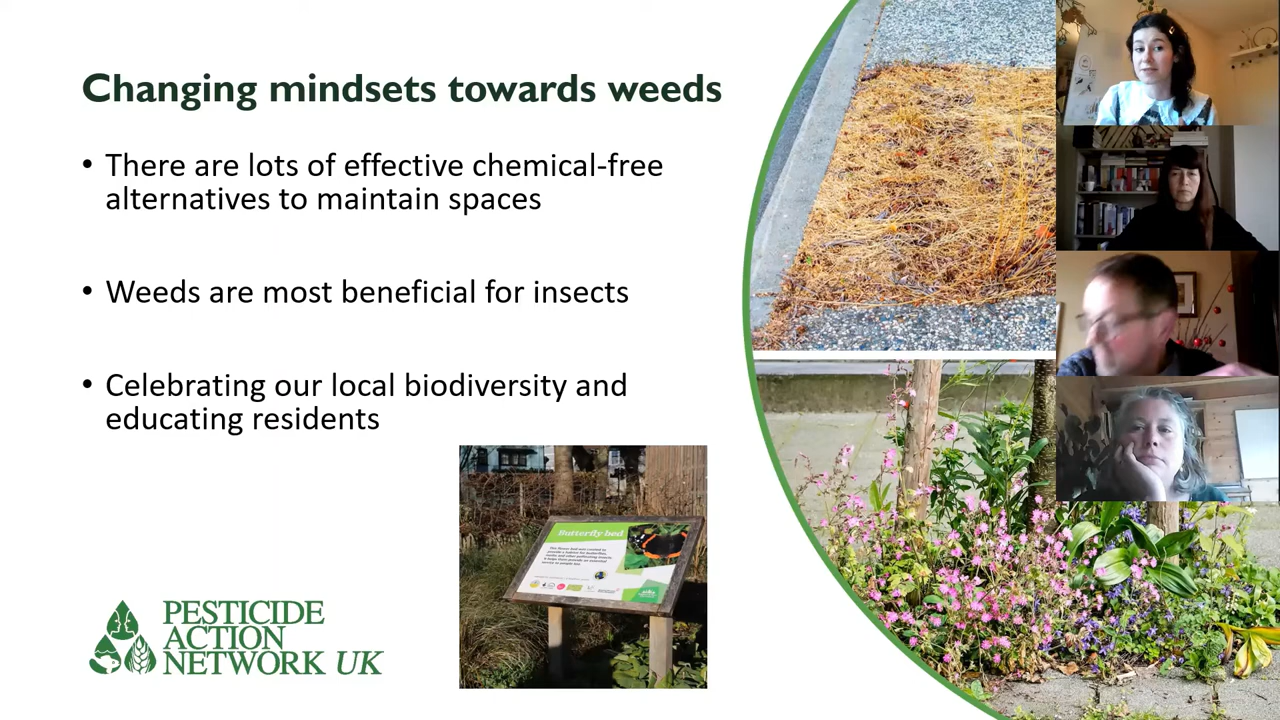 Changing mindsets towards weeds
• There are lots of effective chemical-free
alternatives to maintain spaces
• Weeds are most beneficial for insects
• Celebrating our local biodiversity and
educating residents
Butterfly bed
PESTICIDE
ACTION
NETWORK UK